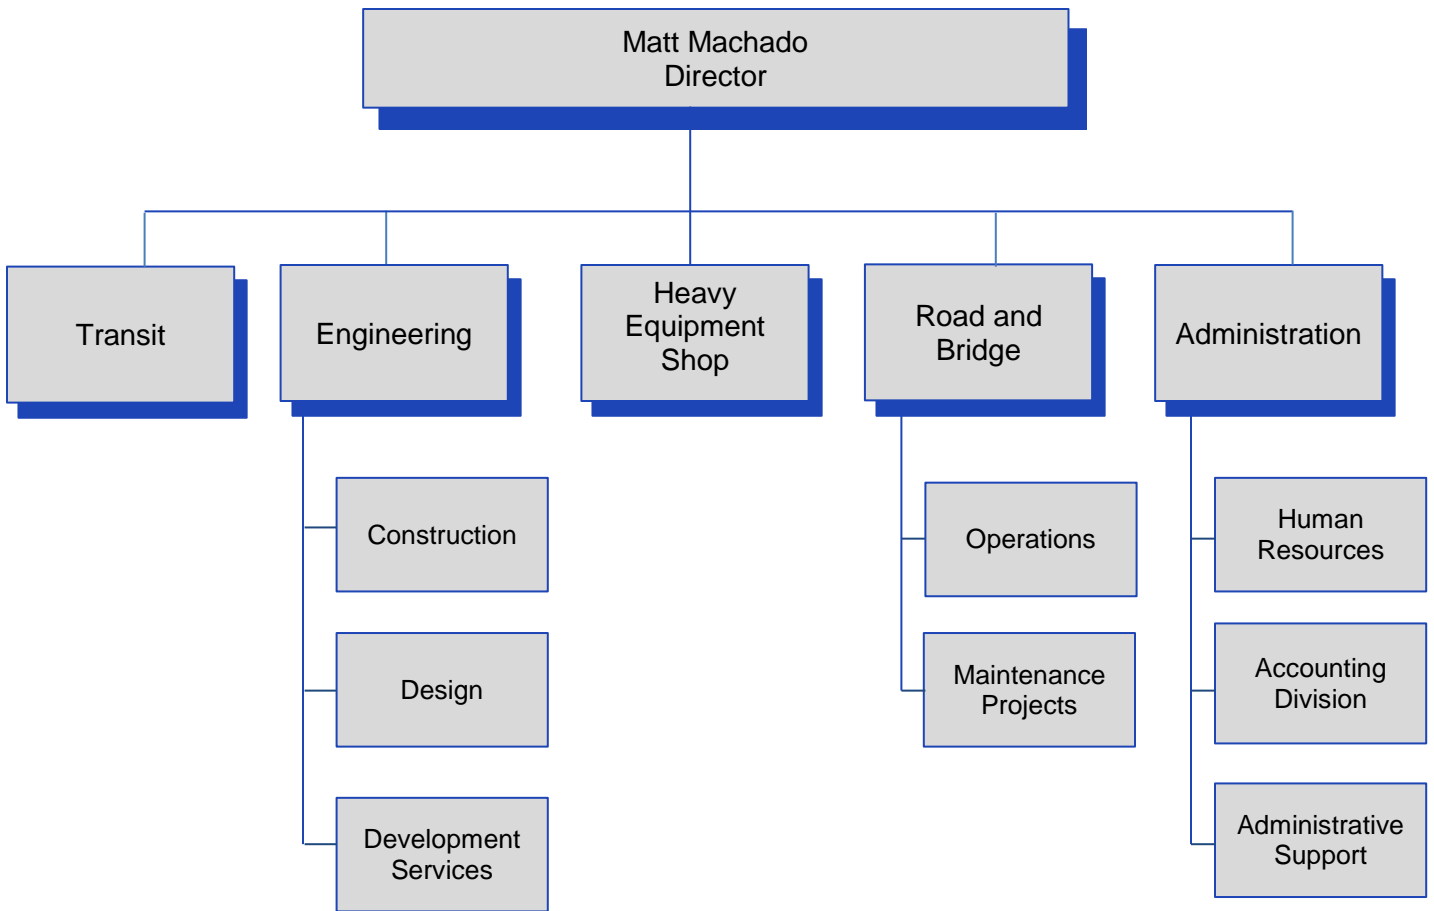 Matt Machado
Director
Transit
Engineering
Heavy
Equipment
Shop
Road and
Bridge
Administration
Construction
Design
Development
Services
Operations
Maintenance
Projects
Human
Resources
Accounting
Division
Administrative
Support